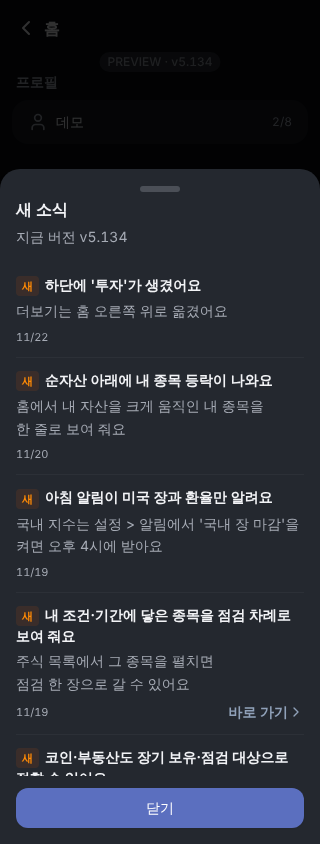 홈
PREVIEW · v5.134
프로필
데모
2/8
새 소식
지금 버전 v5.134
새 하단에 '투자'가 생겼어요
더보기는 홈 오른쪽 위로 옮겼어요
11/22
새 순자산 아래에 내 종목 등락이 나와요
홈에서 내 자산을 크게 움직인 내 종목을
한 줄로 보여 줘요
11/20
새 아침 알림이 미국 장과 환율만 알려요
국내 지수는 설정 > 알림에서 '국내 장 마감'을
켜면 오후 4시에 받아요
11/19
새 내 조건·기간에 닿은 종목을 점검 차례로
보여 줘요
주식 목록에서 그 종목을 펼치면
점검 한 장으로 갈 수 있어요
11/19
바로 가기
새 코인·부동산도 장기 보유·점검 대상으로
닫기